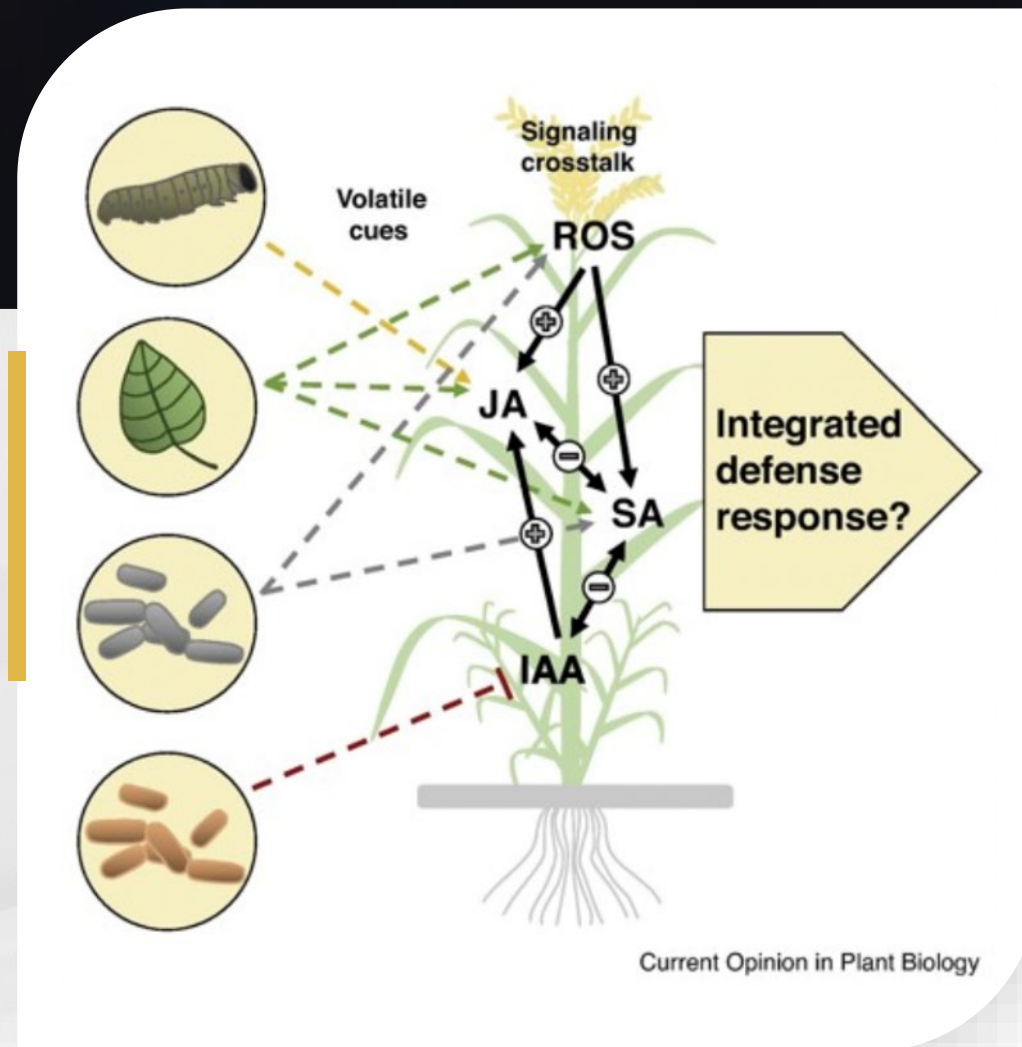 Signaling
crosstalk
Volatile
cues
ROS
JA
SA
IAA
Integrated
defense
response?
Current Opinion in Plant Biology